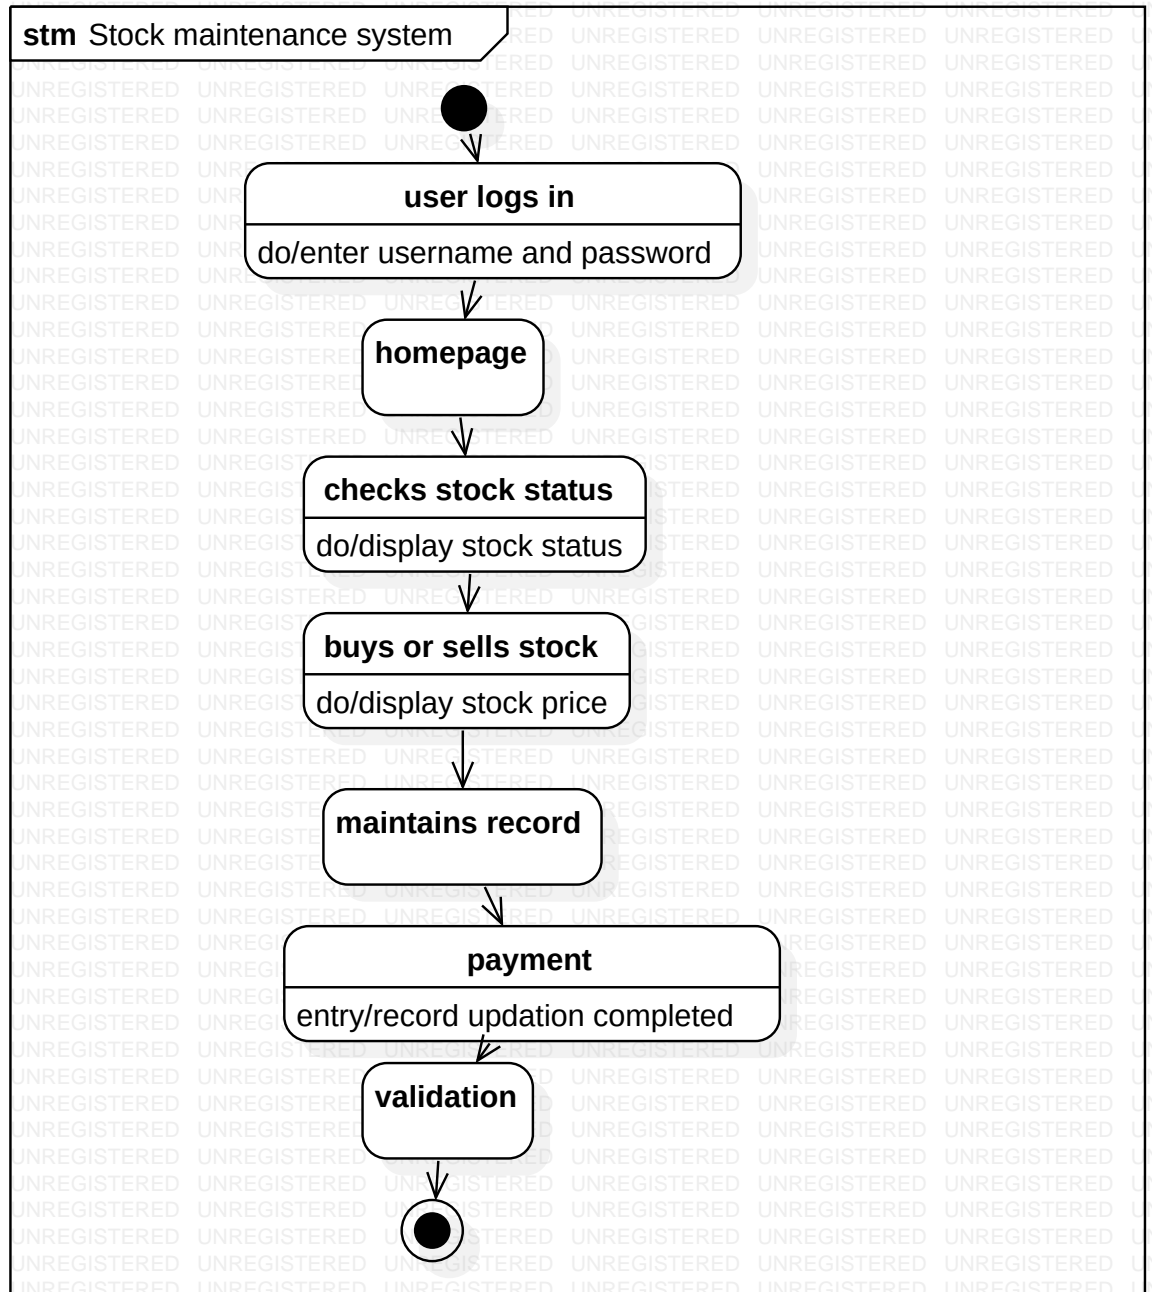 stm Stock maintenance system
user logs in
do/enter username and password
homepage
checks stock status
do/display stock status
buys or sells stock
do/display stock price
maintains record
payment
entry/record updation completed
validation
UNREGISTERED